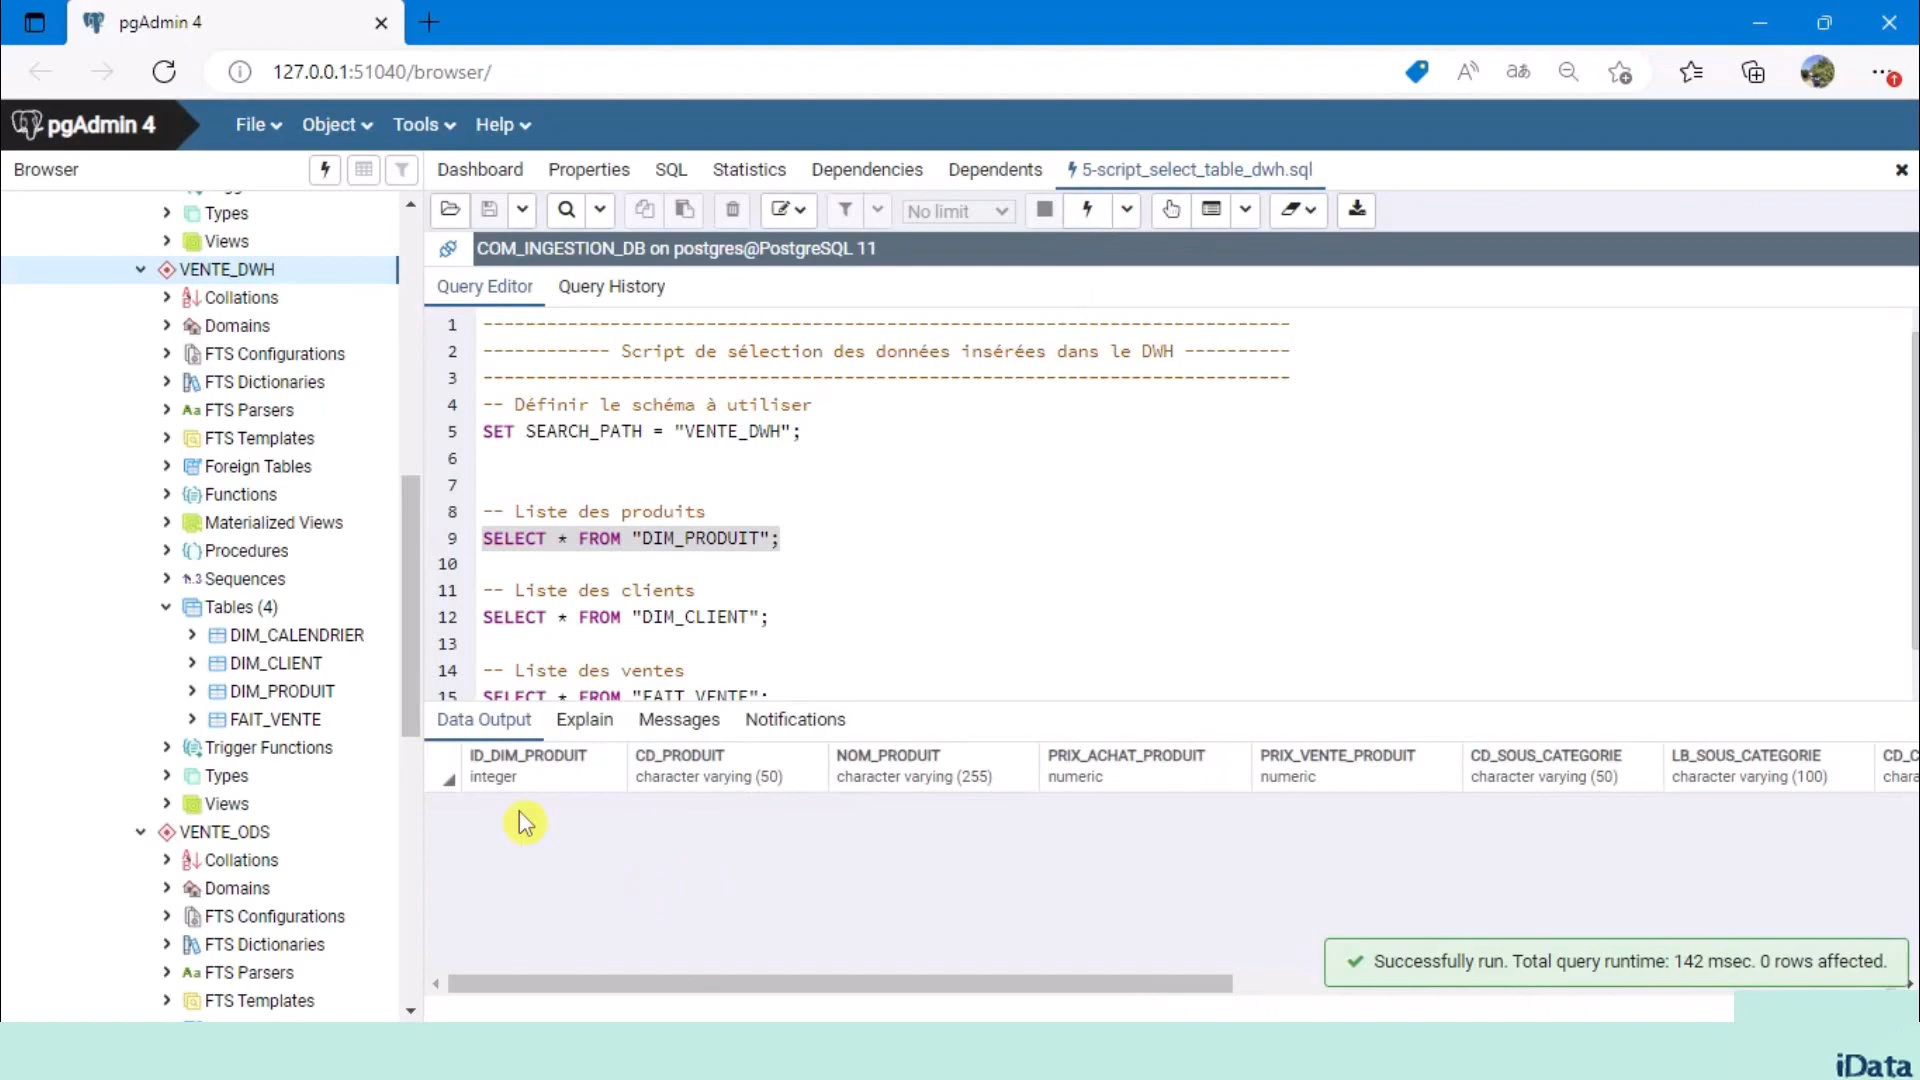 pgAdmin 4
127.0.0.1:51040/browser/
pgAdmin 4
File
Object
Tools
Help
Browser
Dashboard
Properties
SQL
Statistics
Dependencies
Dependents
5-script_select_table_dwh.sql
No limit
COM_INGESTION_DB on postgres@PostgreSQL 11
Query Editor
Query History
Types
Views
VENTE_DWH
Collations
Domains
FTS Configurations
FTS Dictionaries
FTS Parsers
FTS Templates
Foreign Tables
Functions
Materialized Views
Procedures
Sequences
Tables (4)
DIM_CALENDRIER
DIM_CLIENT
DIM_PRODUIT
FAIT_VENTE
Trigger Functions
Types
Views
VENTE_ODS
Collations
Domains
FTS Configurations
FTS Dictionaries
FTS Parsers
FTS Templates
1 ----------------------------------------------------------------------------
2 ------------ Script de sélection des données insérées dans le DWH ----------
3 ----------------------------------------------------------------------------
4 -- Définir le schéma à utiliser
5 SET SEARCH_PATH = "VENTE_DWH";
6
7
8 -- Liste des produits
9 SELECT * FROM "DIM_PRODUIT";
10
11 -- Liste des clients
12 SELECT * FROM "DIM_CLIENT";
13
14 -- Liste des ventes
15 SELECT * FROM "FAIT_VENTE";
Data Output
Explain
Messages
Notifications
ID_DIM_PRODUIT
integer
CD_PRODUIT
character varying (50)
NOM_PRODUIT
character varying (255)
PRIX_ACHAT_PRODUIT
numeric
PRIX_VENTE_PRODUIT
numeric
CD_SOUS_CATEGORIE
character varying (50)
LB_SOUS_CATEGORIE
character varying (100)
CD_C
chara
Successfully run. Total query runtime: 142 msec. 0 rows affected.
iData